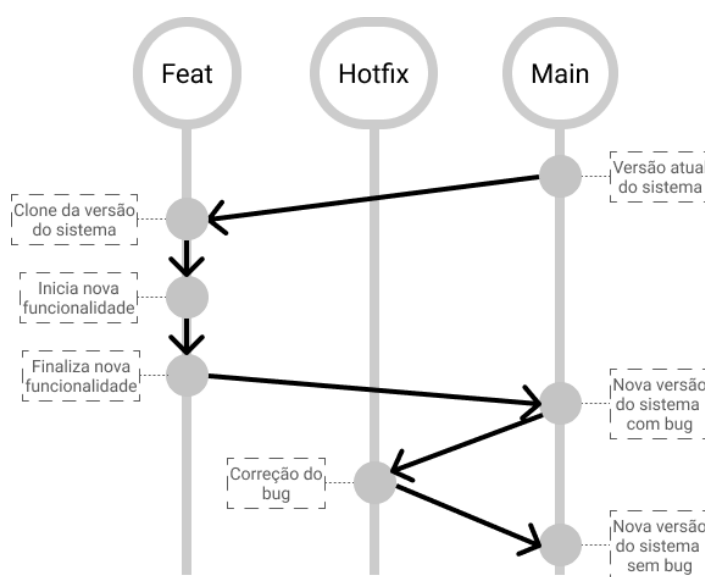 Feat
Hotfix
Main
Versão atual
do sistema
Clone da versão
do sistema
Inicia nova
funcionalidade
Finaliza nova
funcionalidade
Nova versão
do sistema
com bug
Correção do
bug
Nova versão
do sistema
sem bug